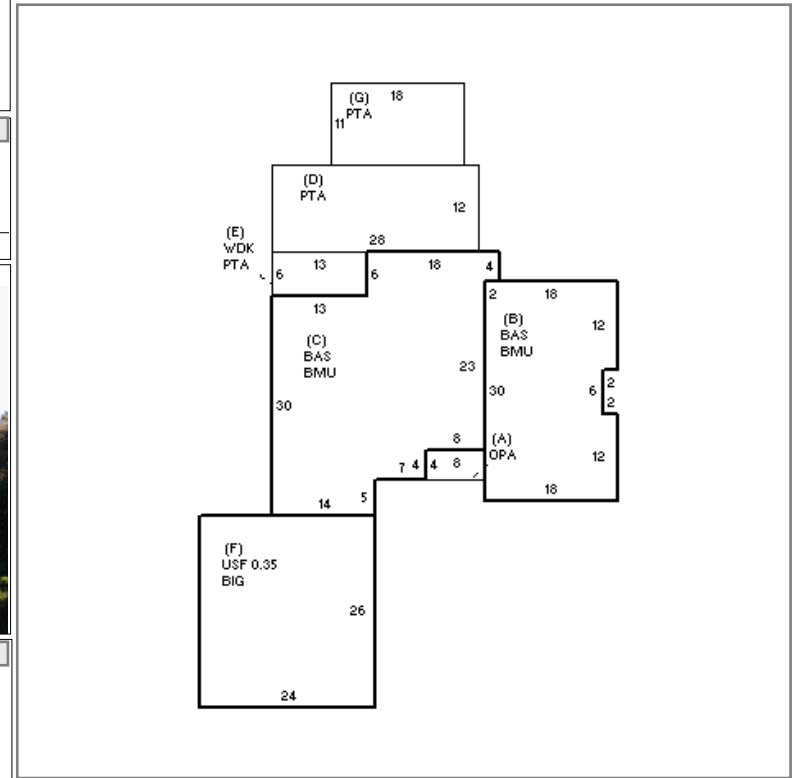 (G) 18
11 PTA
(D)
PTA
12
28
(E)
WDK
PTA
6 13 6 18 4
13
2 18
(B)
BAS
BMU
12
(C)
BAS
BMU
23
30
30
6 2
2
8
(A)
OPA
7 4 4 8
12
14 5
18
(F)
USF 0.35
BIG
26
24